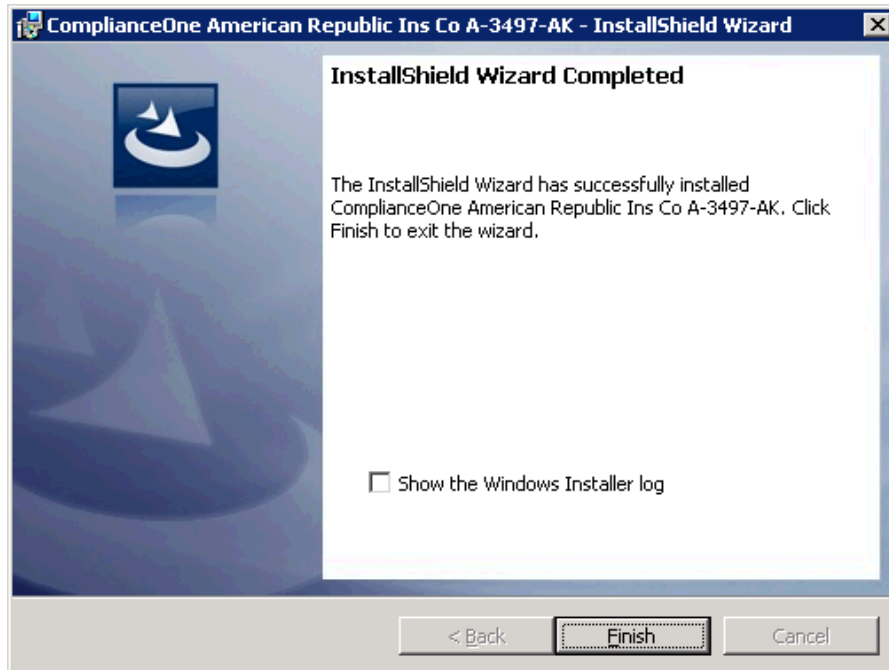 ComplianceOne American Republic Ins Co A-3497-AK - InstallShield Wizard
InstallShield Wizard Completed
The InstallShield Wizard has successfully installed
ComplianceOne American Republic Ins Co A-3497-AK. Click
Finish to exit the wizard.
Show the Windows Installer log
< Back
Finish
Cancel